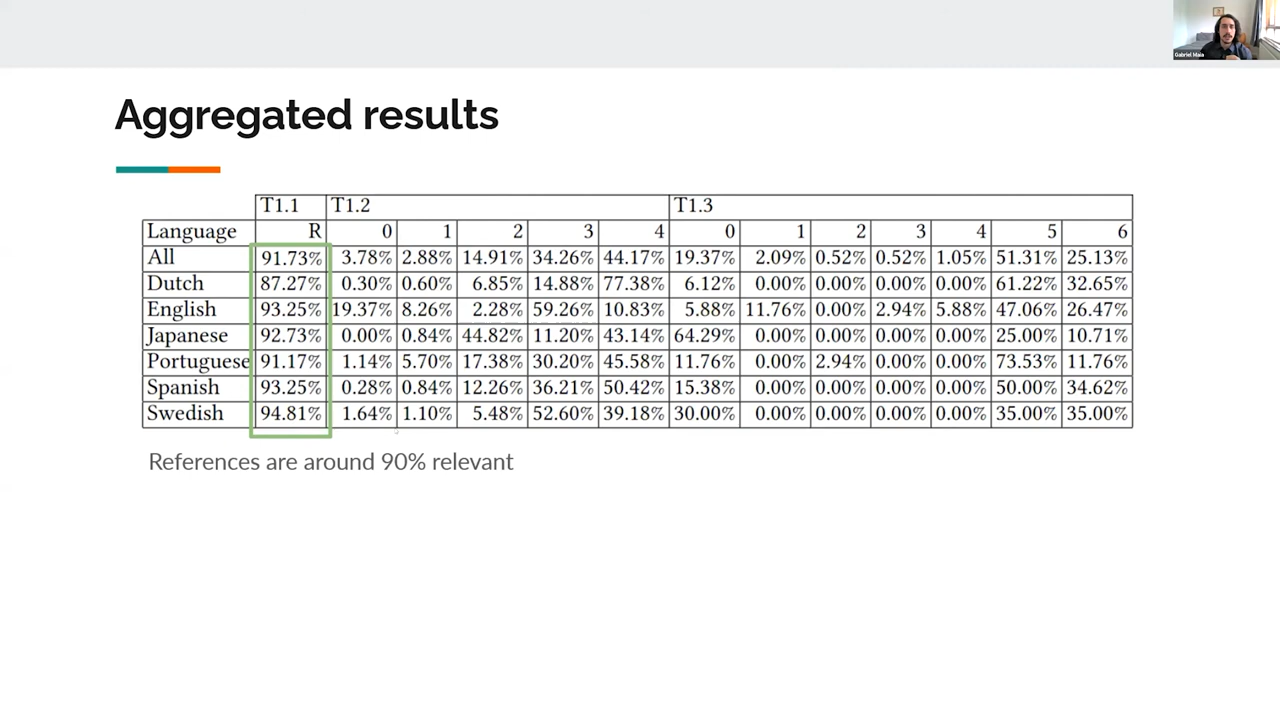 Gabriel Maia
Aggregated results
T1.1 T1.2 T1.3
Language R 0 1 2 3 4 0 1 2 3 4 5 6
All 91.73% 3.78% 2.88% 14.91% 34.26% 44.17% 19.37% 2.09% 0.52% 0.52% 1.05% 51.31% 25.13%
Dutch 87.27% 0.30% 0.60% 6.85% 14.88% 77.38% 6.12% 0.00% 0.00% 0.00% 0.00% 61.22% 32.65%
English 93.25% 19.37% 8.26% 2.28% 59.26% 10.83% 5.88% 11.76% 0.00% 2.94% 5.88% 47.06% 26.47%
Japanese 92.73% 0.00% 0.84% 44.82% 11.20% 43.14% 64.29% 0.00% 0.00% 0.00% 0.00% 25.00% 10.71%
Portuguese 91.17% 1.14% 5.70% 17.38% 30.20% 45.58% 11.76% 0.00% 2.94% 0.00% 0.00% 73.53% 11.76%
Spanish 93.25% 0.28% 0.84% 12.26% 36.21% 50.42% 15.38% 0.00% 0.00% 0.00% 0.00% 50.00% 34.62%
Swedish 94.81% 1.64% 1.10% 5.48% 52.60% 39.18% 30.00% 0.00% 0.00% 0.00% 0.00% 35.00% 35.00%
References are around 90% relevant